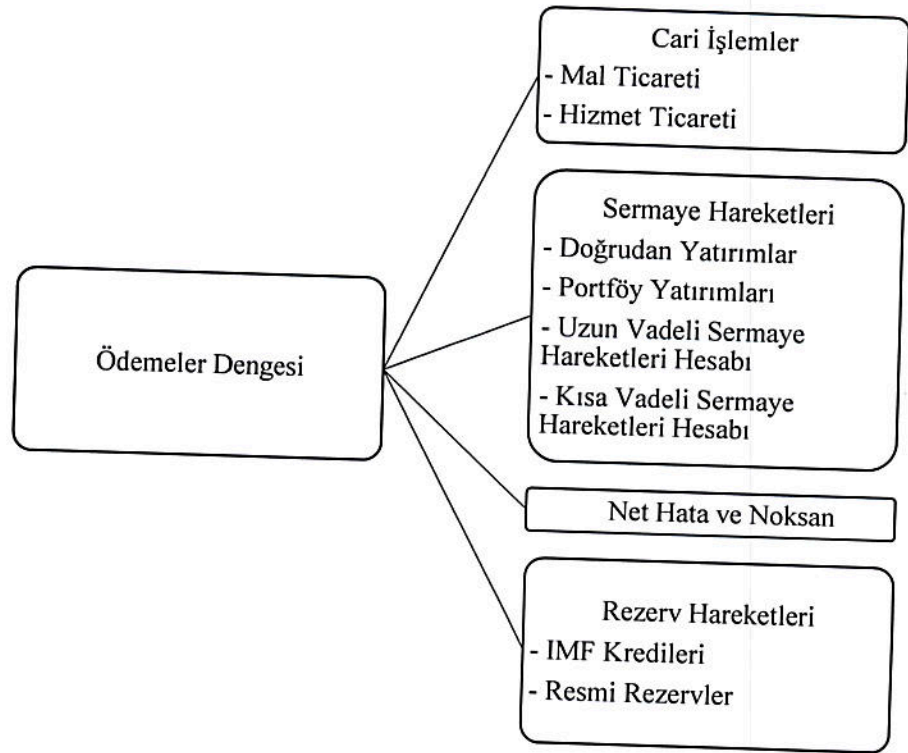 Ödemeler Dengesi
Cari İşlemler
- Mal Ticareti
- Hizmet Ticareti
Sermaye Hareketleri
- Doğrudan Yatırımlar
- Portföy Yatırımları
- Uzun Vadeli Sermaye
Hareketleri Hesabı
- Kısa Vadeli Sermaye
Hareketleri Hesabı
Net Hata ve Noksan
Rezerv Hareketleri
- IMF Kredileri
- Resmi Rezervler